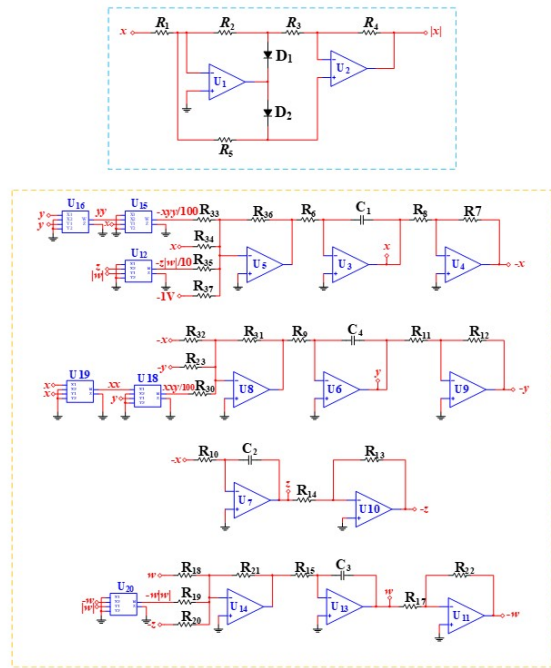 x R1 R2 R3 R4 |x|
D1
U1 U2
D2
R5
U16 U15
y yy -xyy/100 R33 R36 R6 C1 R8 R7
y x
x R34
U12 -z|w|/10 R35 U5 U3 x U4 -x
z
|w| R37
-1V
-x R32 R31 R9 C4 R11 R12
-y R23
U19 U18 xxy/100 R30 U8 U6 y U9 -y
x xx
x y
-x R10 C2 R13
U7 z R14 U10 -z
w R18 R21 R15 C3 R22
U20 -w|w| R19 U14 U13 w R17 U11 -w
-w
|w| R20
-z